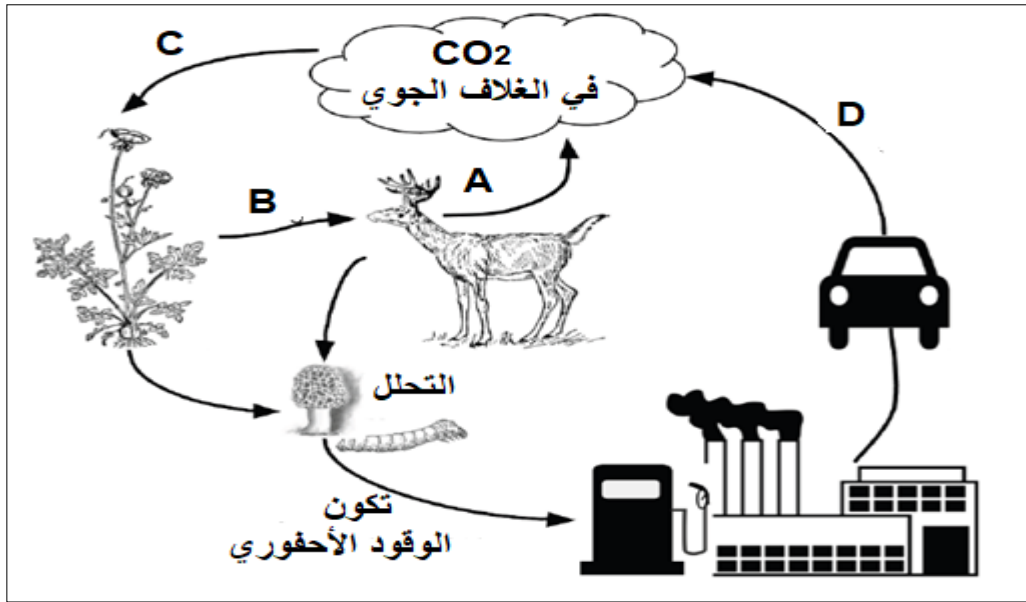 C
CO2
في الغلاف الجوي
D
A
B
التحلل
تكون
الوقود الأحفوري